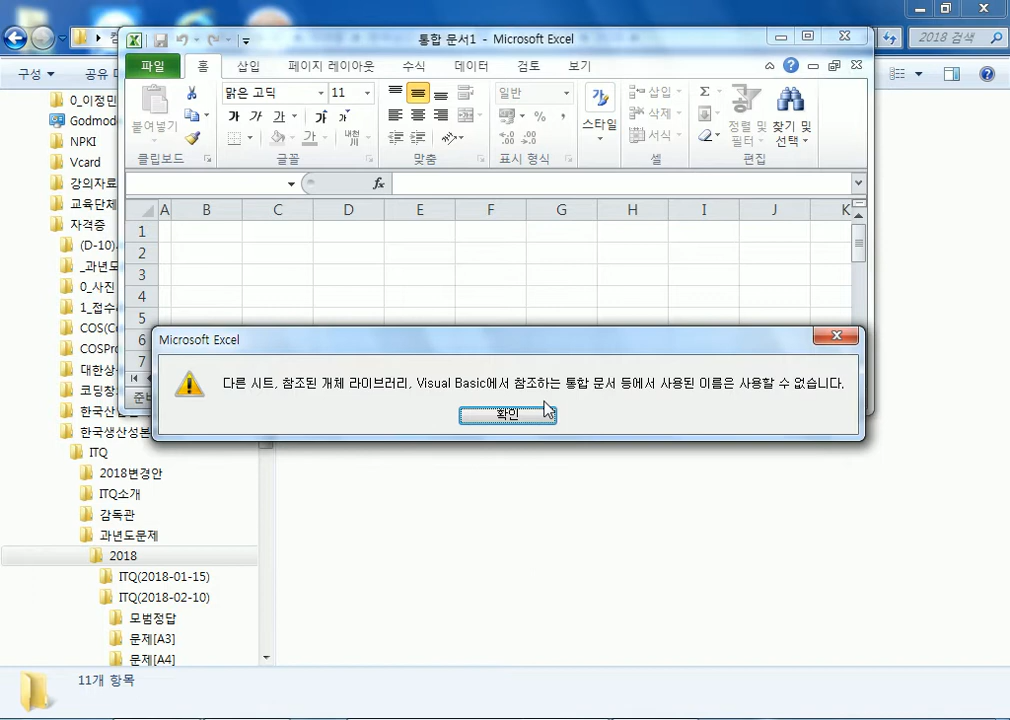 2018 검색
통합 문서1 - Microsoft Excel
구성
공유
파일 홈 삽입 페이지 레이아웃 수식 데이터 검토 보기
붙여넣기
클립보드
맑은 고딕 11
가 가 가 가 가
가 내천
글꼴
맞춤
일반
% ,
표시 형식
가
스타일
삽입
삭제
서식
셀
Σ
정렬 및
필터
찾기 및
선택
편집
fx
A B C D E F G H I J K
1
2
3
4
5
6
7
준비
Microsoft Excel
다른 시트, 참조된 개체 라이브러리, Visual Basic에서 참조하는 통합 문서 등에서 사용된 이름은 사용할 수 없습니다.
확인
0_이정민
Godmode
NPKI
Vcard
강의자료
교육단체
자격증
(D-10)
_과년도
0_사진
1_접수
COS(C
COSPro
대한상
코딩창
한국산
한국생산성본
ITQ
2018변경안
ITQ소개
감독관
과년도문제
2018
ITQ(2018-01-15)
ITQ(2018-02-10)
모범정답
문제[A3]
문제[A4]
11개 항목